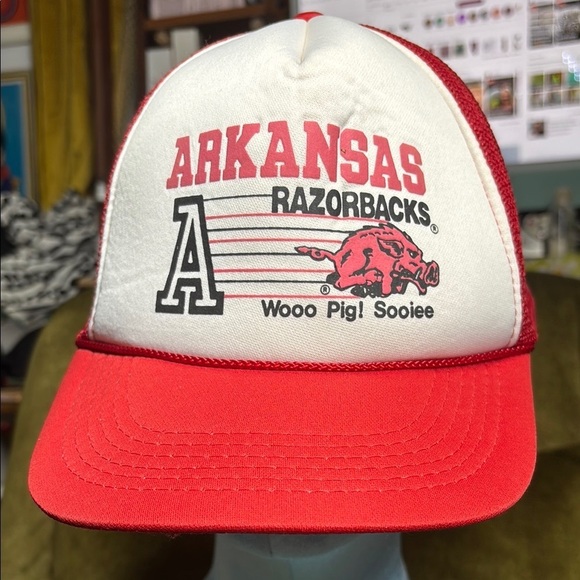 ARKANSAS
RAZORBACKS®
A
®
Wooo Pig! Sooiee